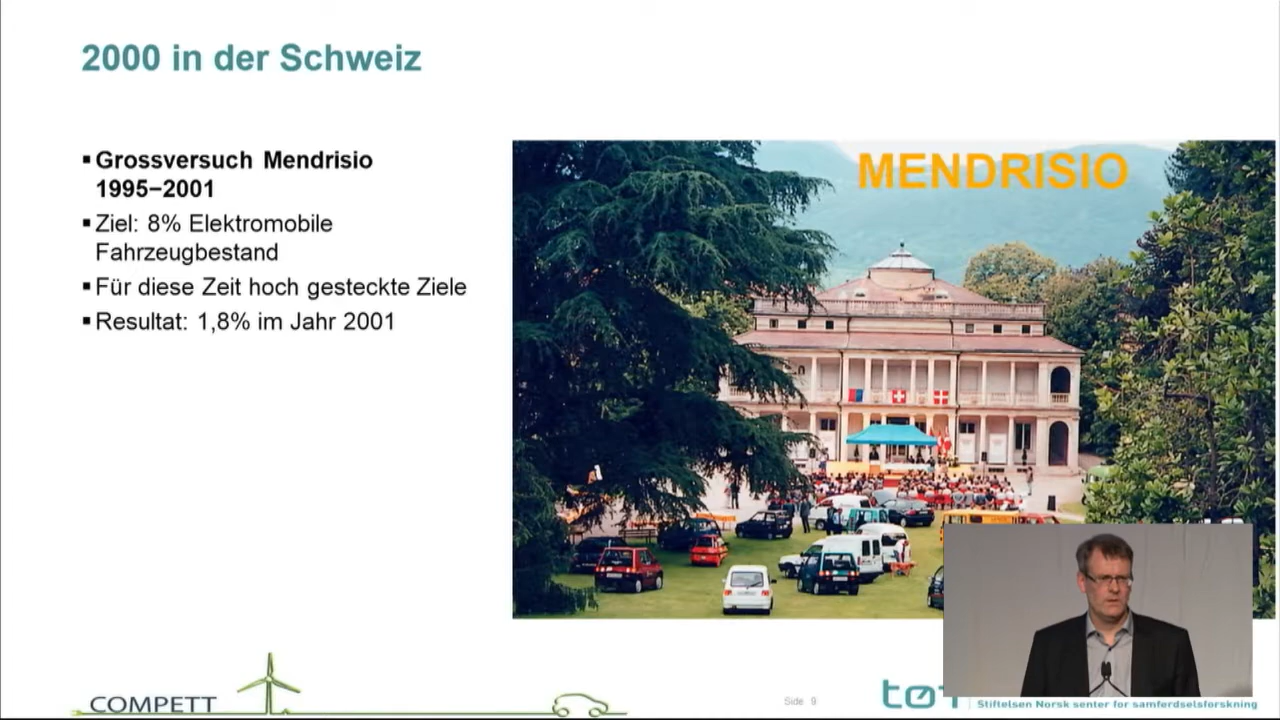 2000 in der Schweiz
▪ Grossversuch Mendrisio
1995–2001
▪ Ziel: 8% Elektromobile
Fahrzeugbestand
▪ Für diese Zeit hoch gesteckte Ziele
▪ Resultat: 1,8% im Jahr 2001
MENDRISIO
COMPETT
Side 9
Stiftelsen Norsk senter for samferdselsforskning